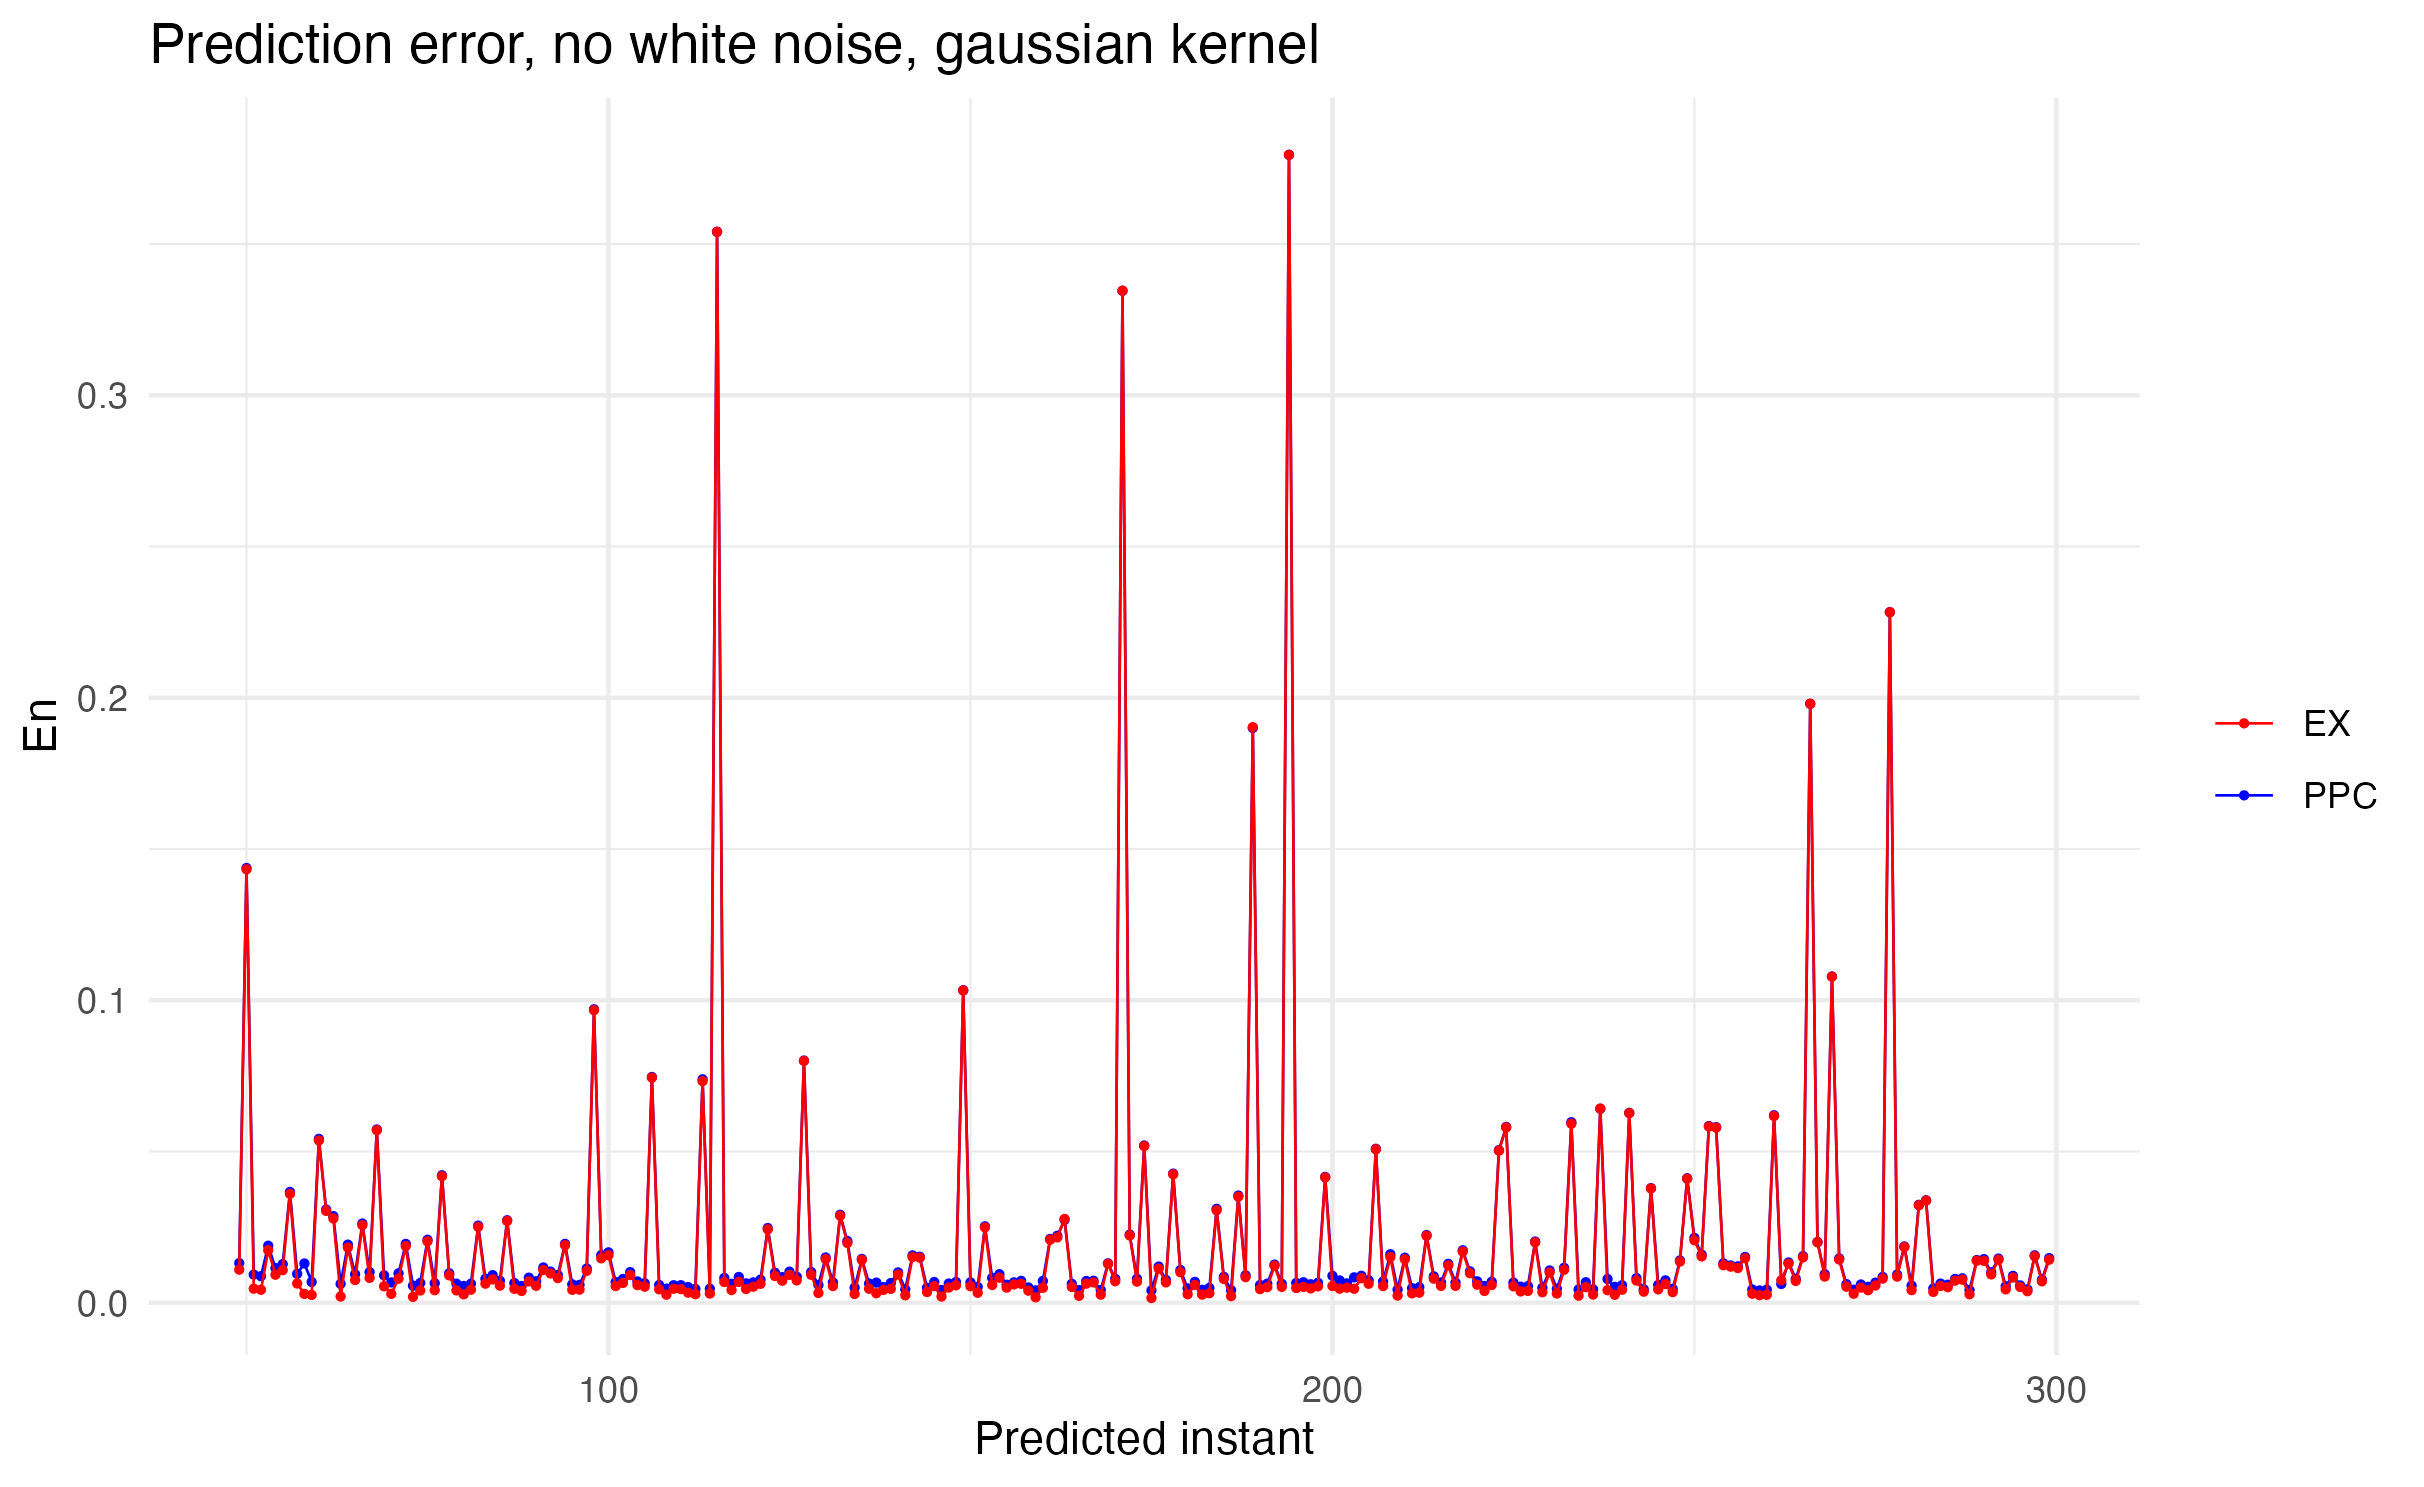 Prediction error, no white noise, gaussian kernel
En
0.3
0.2
0.1
0.0
100
200
300
Predicted instant
EX
PPC